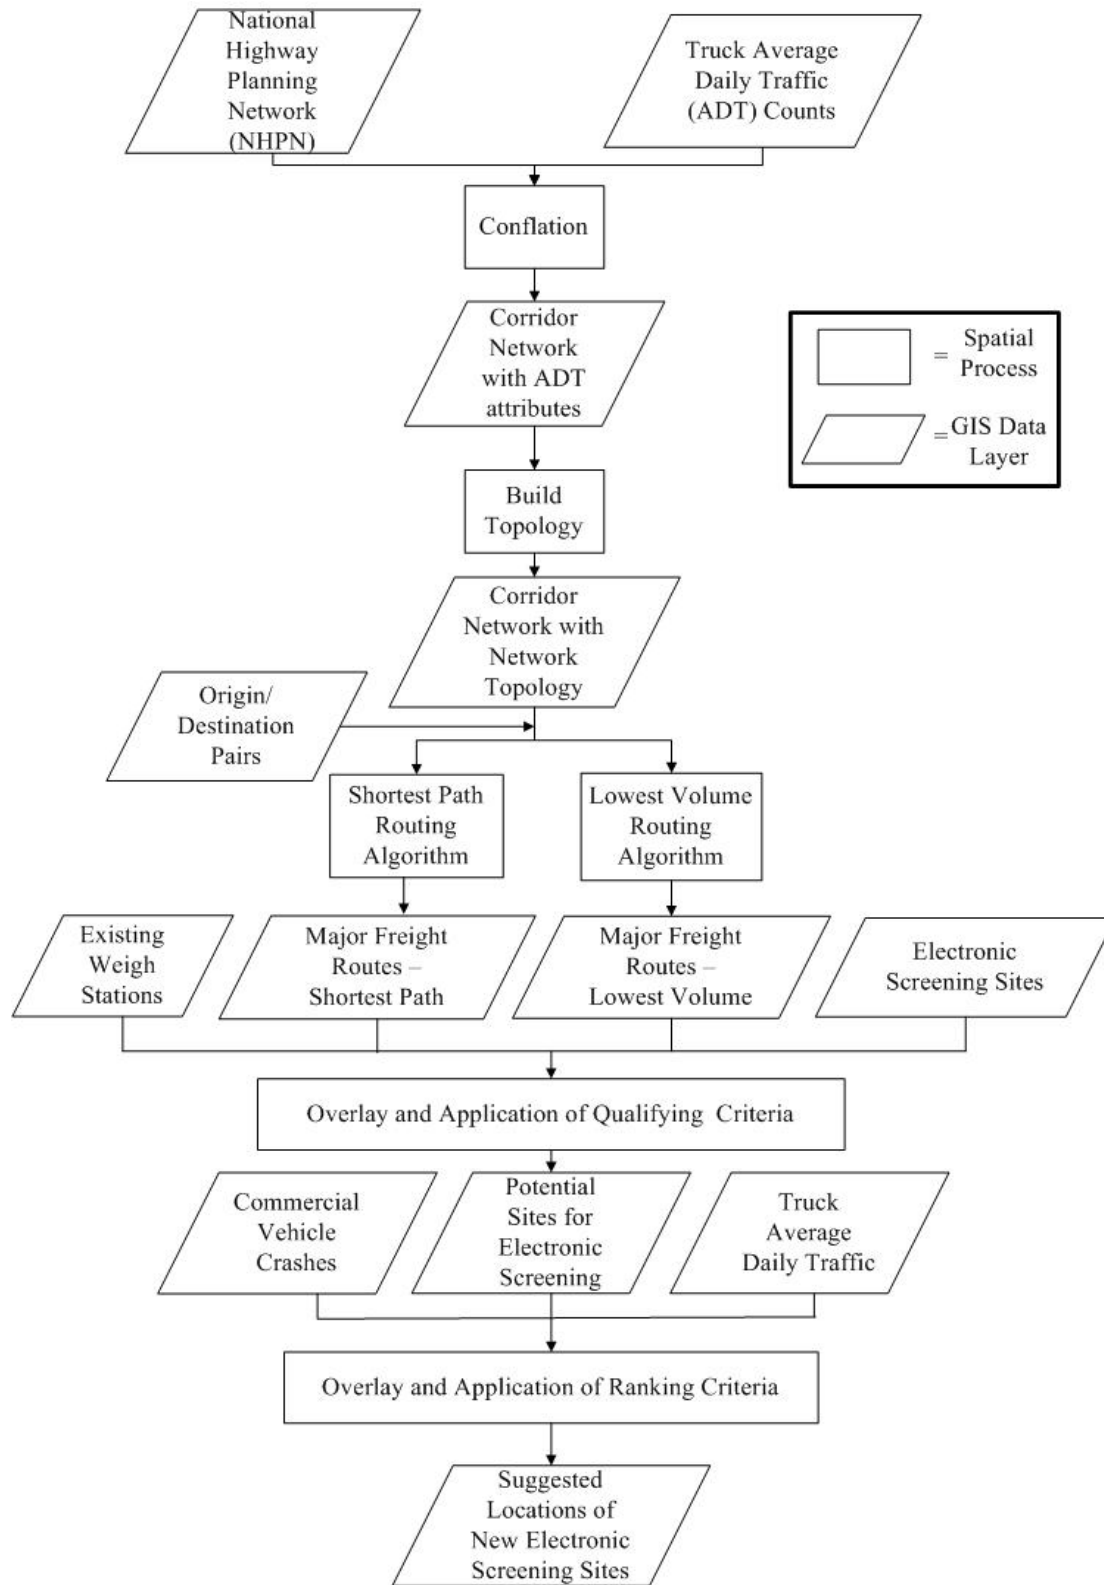 National
Highway
Planning
Network
(NHPN)
Truck Average
Daily Traffic
(ADT) Counts
Conflation
Corridor
Network
with ADT
attributes
= Spatial
Process
=GIS Data
Layer
Build
Topology
Corridor
Network with
Network
Topology
Origin/
Destination
Pairs
Shortest Path
Routing
Algorithm
Lowest Volume
Routing
Algorithm
Existing
Weigh
Stations
Major Freight
Routes –
Shortest Path
Major Freight
Routes –
Lowest Volume
Electronic
Screening Sites
Overlay and Application of Qualifying Criteria
Commercial
Vehicle
Crashes
Potential
Sites for
Electronic
Screening
Truck
Average
Daily Traffic
Overlay and Application of Ranking Criteria
Suggested
Locations of
New Electronic
Screening Sites